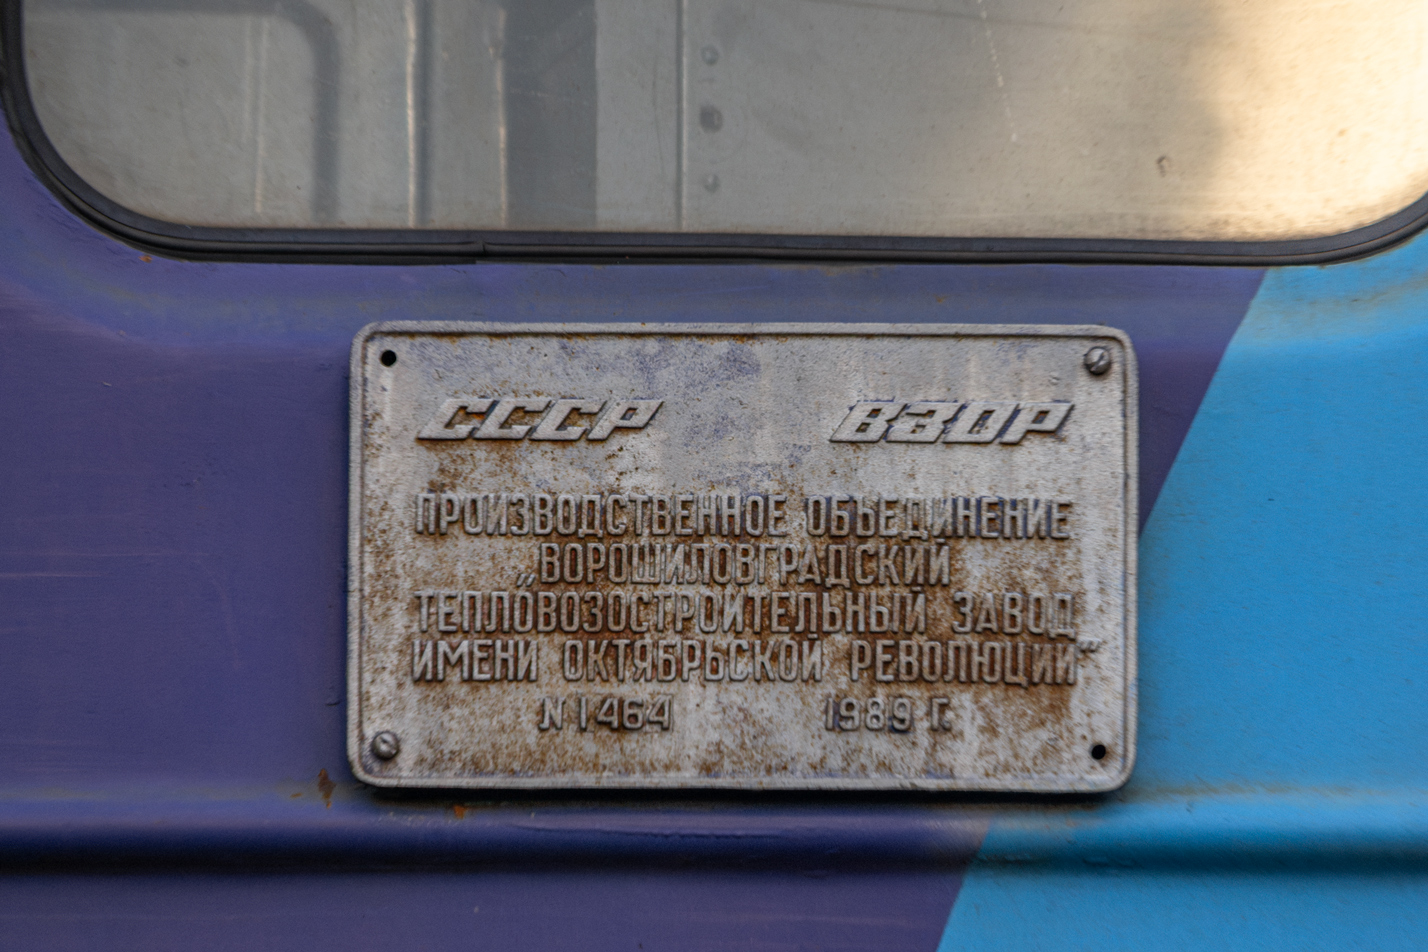 СССР ВЗОР
ПРОИЗВОДСТВЕННОЕ ОБЪЕДИНЕНИЕ
„ВОРОШИЛОВГРАДСКИЙ
ТЕПЛОВОЗОСТРОИТЕЛЬНЫЙ ЗАВОД
ИМЕНИ ОКТЯБРЬСКОЙ РЕВОЛЮЦИИ“
N 1464 1989 Г.